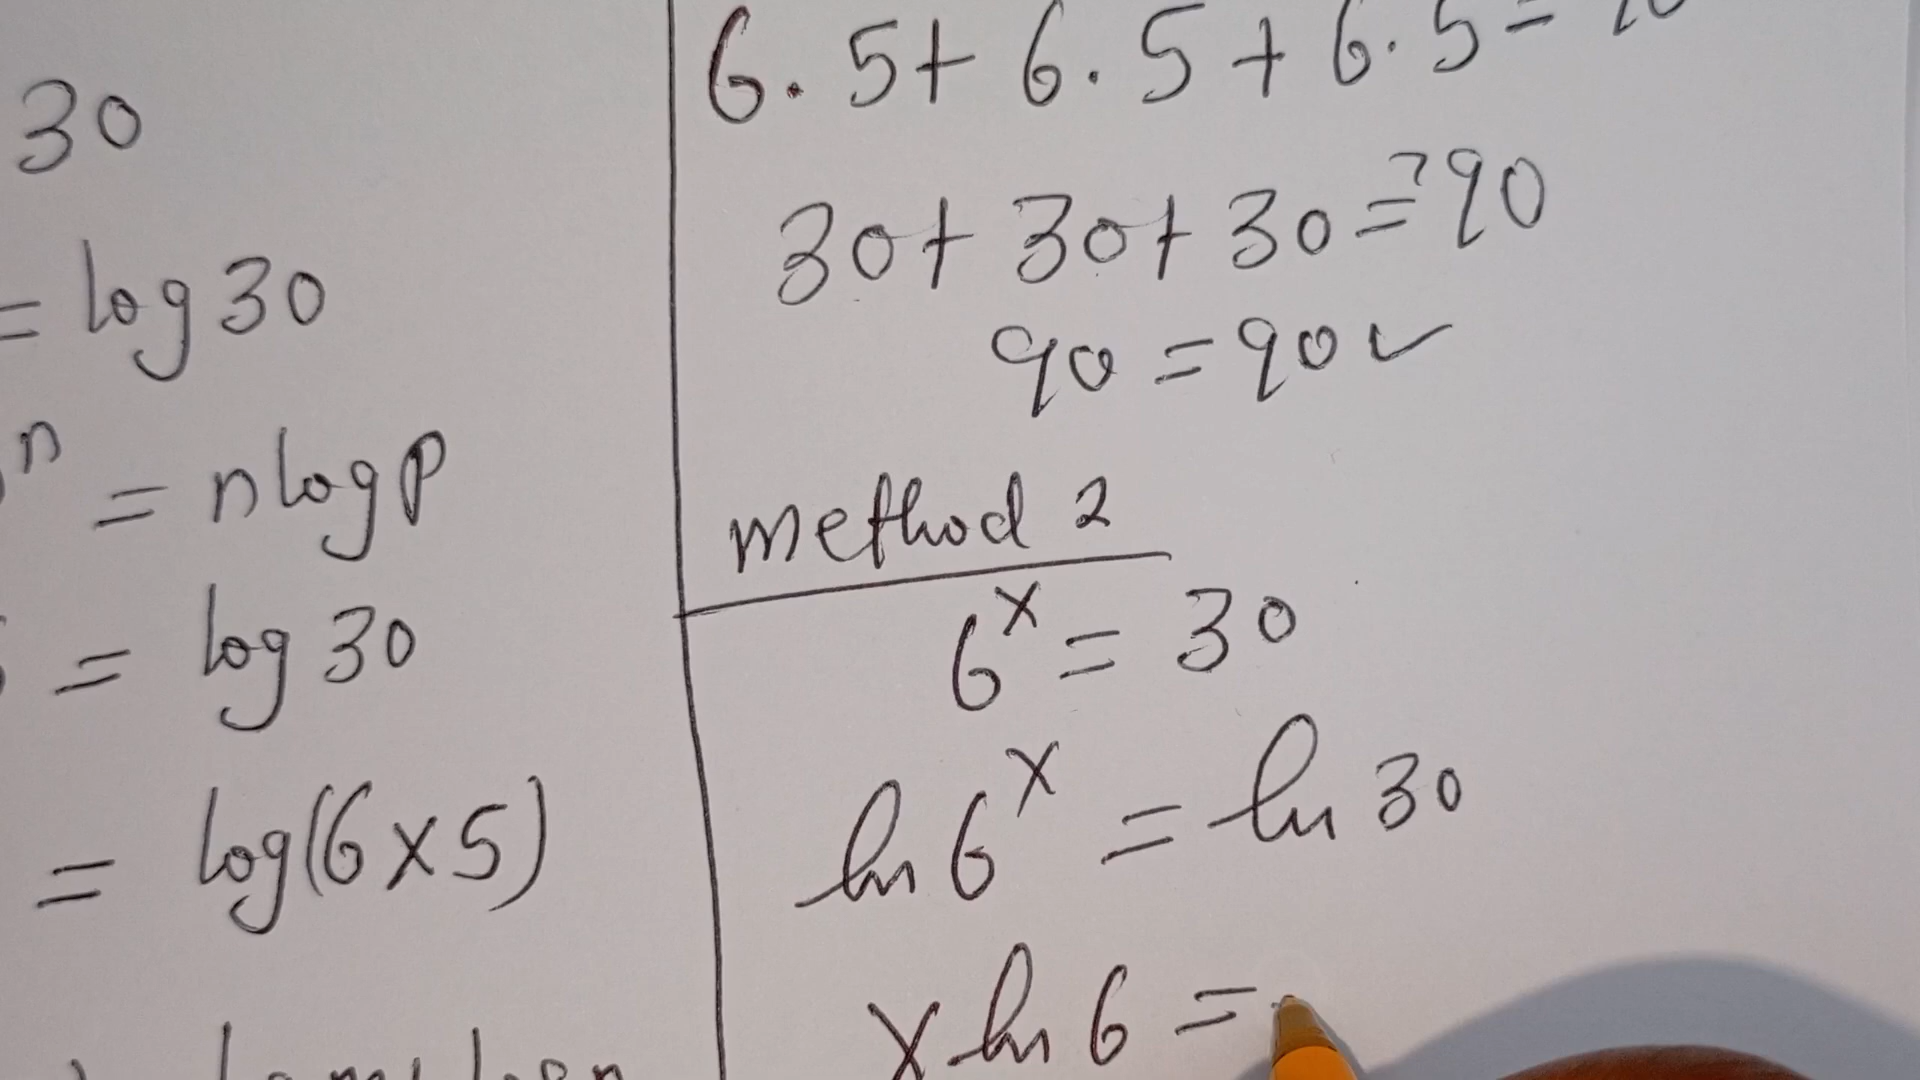 30
= log 30
n = n log p
= log 30
= log(6 x 5)
6 . 5 + 6 . 5 + 6 . 5 =
30 + 30 + 30 =? 90
90 = 90 ✓
method 2
6^x = 30
ln 6^x = ln 30
x ln 6 =